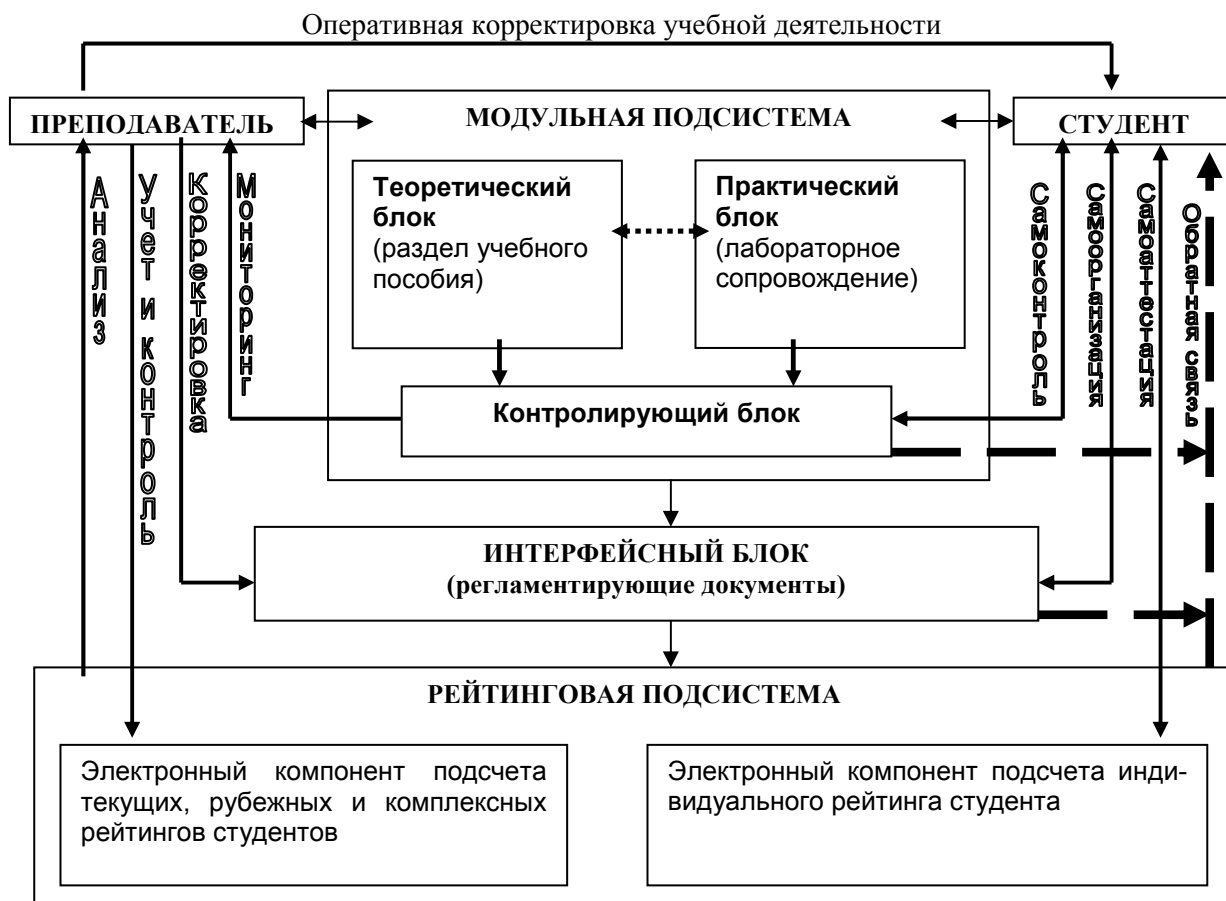 Оперативная корректировка учебной деятельности
ПРЕПОДАВАТЕЛЬ
МОДУЛЬНАЯ ПОДСИСТЕМА
СТУДЕНТ
Анализ
Учет и контроль
Корректировка
Мониторинг
Теоретический
блок
(раздел учебного
пособия)
Практический
блок
(лабораторное
сопровождение)
Контролирующий блок
Самоконтроль
Самоорганизация
Самоаттестация
Обратная связь
ИНТЕРФЕЙСНЫЙ БЛОК
(регламентирующие документы)
РЕЙТИНГОВАЯ ПОДСИСТЕМА
Электронный компонент подсчета
текущих, рубежных и комплексных
рейтингов студентов
Электронный компонент подсчета инди-
видуального рейтинга студента